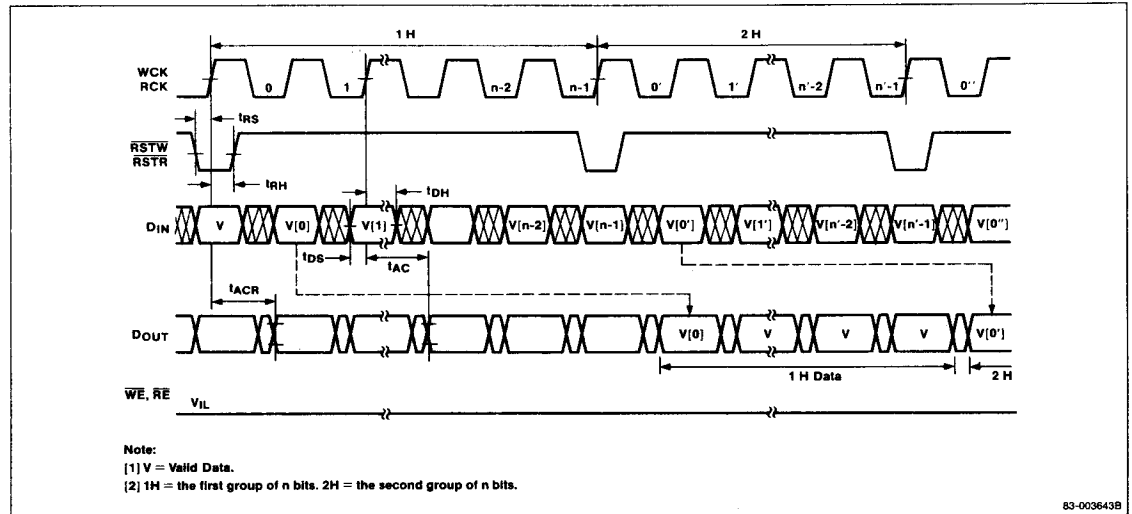 1 H 2 H
WCK
RCK
0 1 n-2 n-1 0' 1' n'-2 n'-1 0''
tRS
RSTW
RSTR
tRH
tDH
DIN V V[0] V[1] V[n-2] V[n-1] V[0'] V[1'] V[n'-2] V[n'-1] V[0'']
tDS
tAC
tACR
DOUT V[0] V V V V[0']
1 H Data 2 H
WE, RE
VIL
Note:
[1] V = Valid Data.
[2] 1H = the first group of n bits. 2H = the second group of n bits.
83-003643B